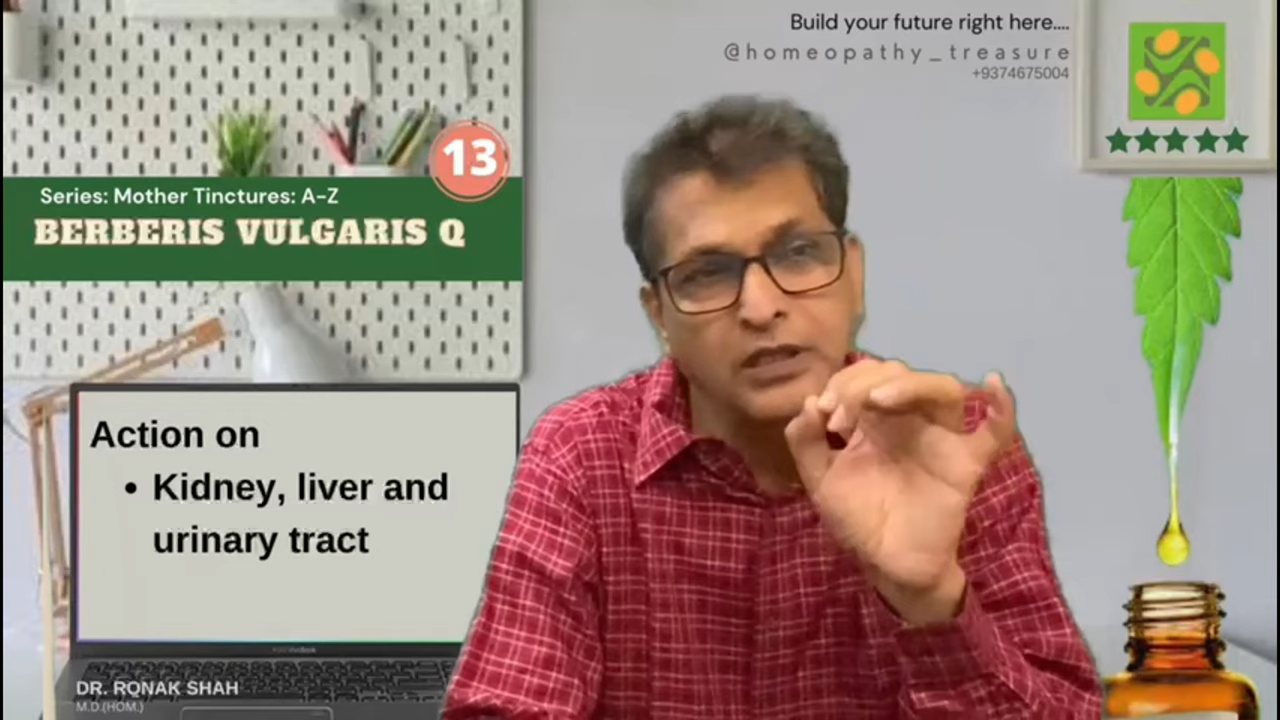 Build your future right here....
@homeopathy_treasure
+9374675004
13
Series: Mother Tinctures: A-Z
BERBERIS VULGARIS Q
Action on
• Kidney, liver and
urinary tract
DR. RONAK SHAH
M.D.(HOM.)